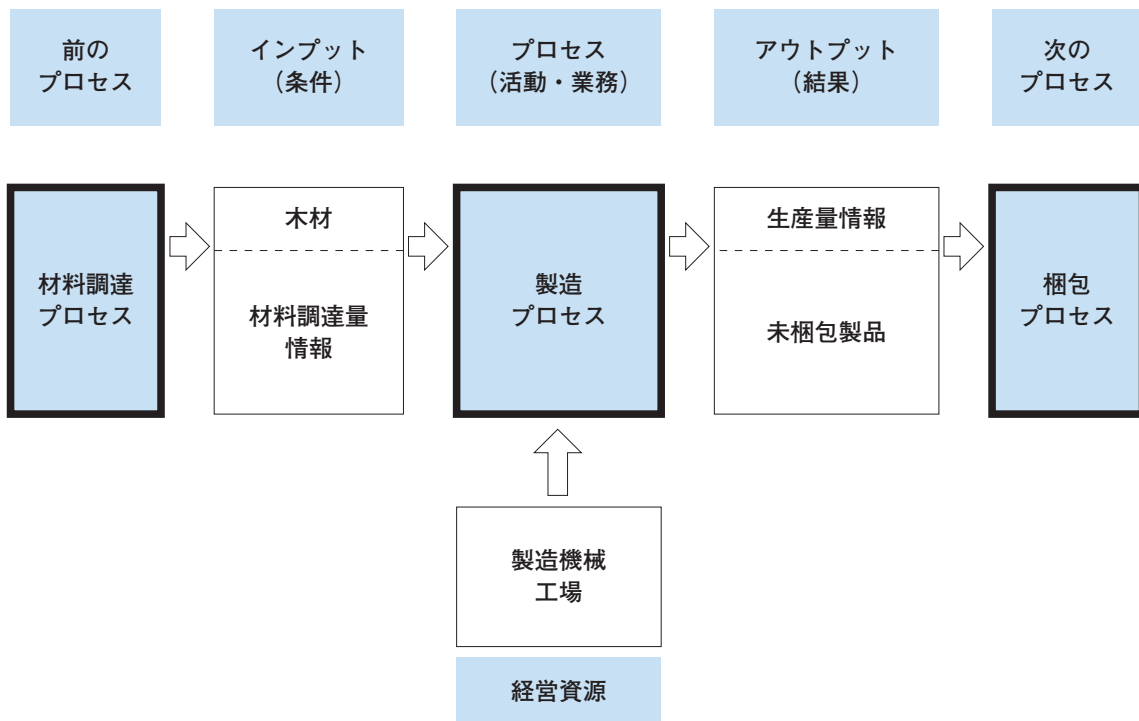 前の
プロセス
インプット
（条件）
プロセス
（活動・業務）
アウトプット
（結果）
次の
プロセス
材料調達
プロセス
木材
材料調達量
情報
製造
プロセス
生産量情報
未梱包製品
梱包
プロセス
製造機械
工場
経営資源